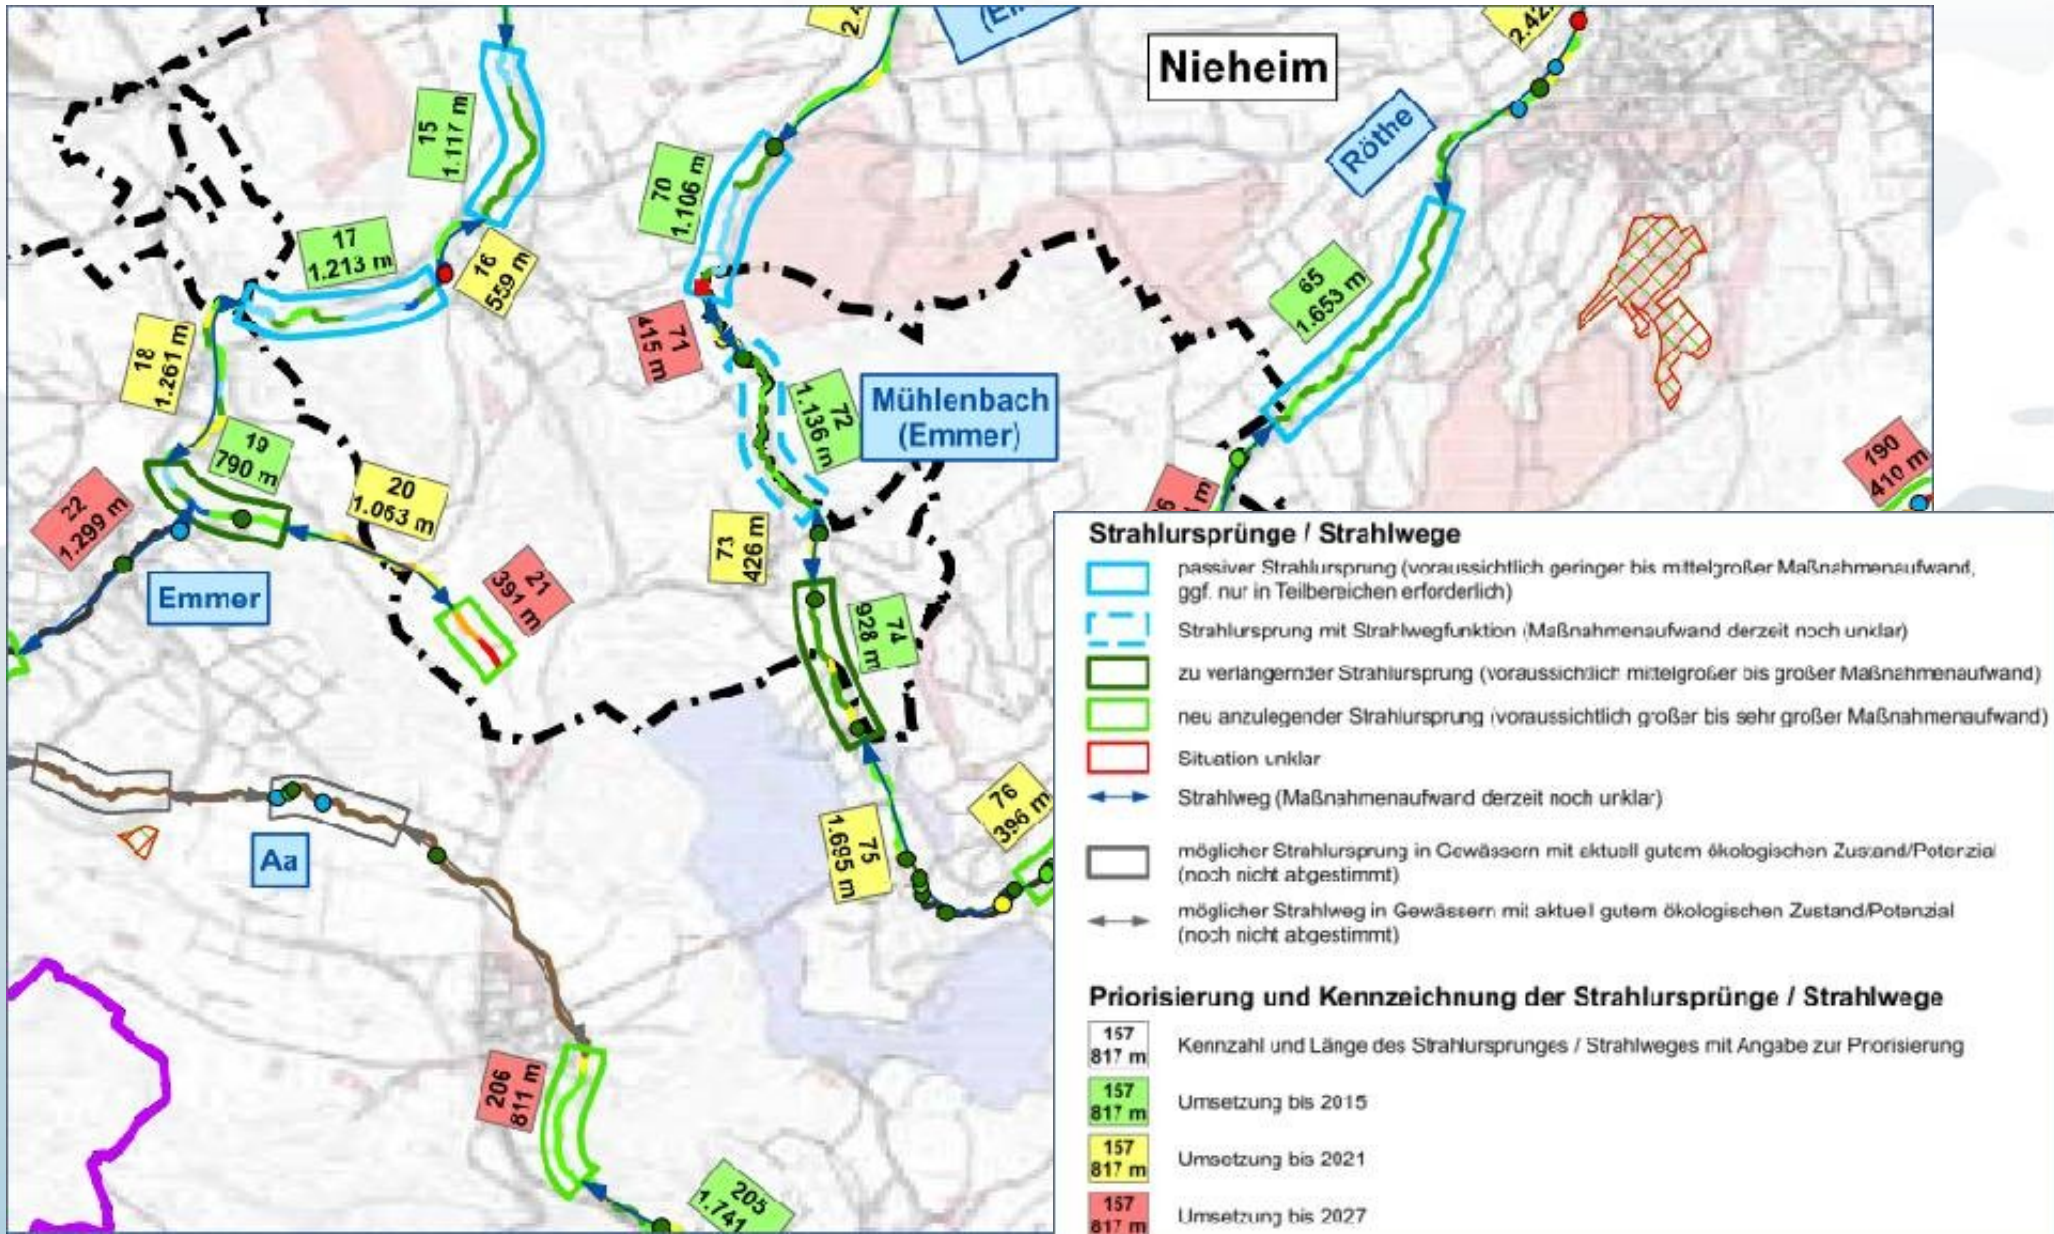 Nieheim
Röthe
15
1.117 m
70
1.106 m
17
1.213 m
16
559 m
65
1.653 m
71
415 m
18
1.261 m
72
1.136 m
Mühlenbach
(Emmer)
19
790 m
20
1.063 m
22
1.299 m
190
410 m
73
426 m
Emmer
21
391 m
74
928 m
76
396 m
75
1.695 m
Aa
206
811 m
205
1.741
Strahlursprünge / Strahlwege
passiver Strahlursprung (voraussichtlich geringer bis mittelgroßer Maßnahmenaufwand,
ggf. nur in Teilbereichen erforderlich)
Strahlursprung mit Strahlwegfunktion (Maßnahmenaufwand derzeit noch unklar)
zu verlängernder Strahlursprung (voraussichtlich mittelgroßer bis großer Maßnahmenaufwand)
neu anzulegender Strahlursprung (voraussichtlich großer bis sehr großer Maßnahmenaufwand)
Situation unklar
Strahlweg (Maßnahmenaufwand derzeit noch unklar)
möglicher Strahlursprung in Gewässern mit aktuell gutem ökologischen Zustand/Potenzial
(noch nicht abgestimmt)
möglicher Strahlweg in Gewässern mit aktuell gutem ökologischen Zustand/Potenzial
(noch nicht abgestimmt)
Priorisierung und Kennzeichnung der Strahlursprünge / Strahlwege
157
817 m
Kennzahl und Länge des Strahlursprunges / Strahlweges mit Angabe zur Priorisierung
157
817 m
Umsetzung bis 2015
157
817 m
Umsetzung bis 2021
157
817 m
Umsetzung bis 2027